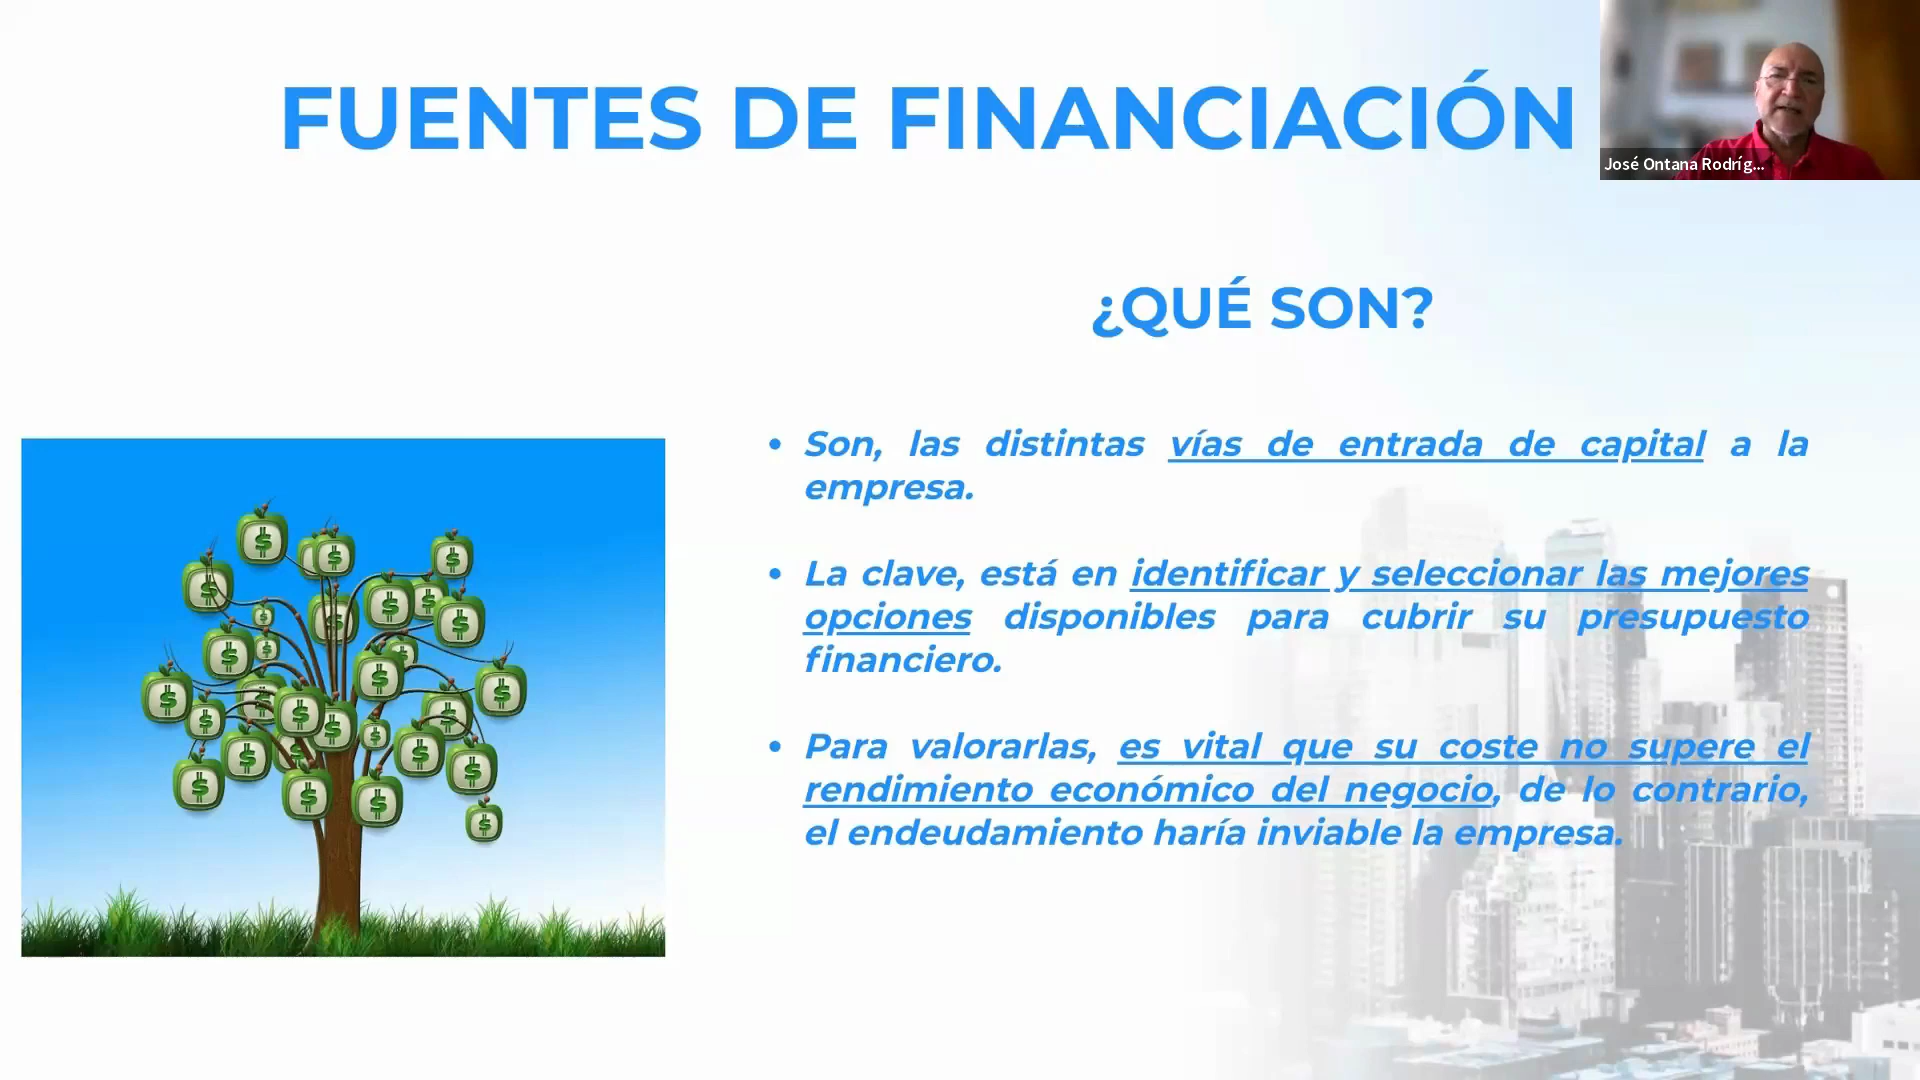 FUENTES DE FINANCIACIÓN
José Ontana Rodríg...
¿QUÉ SON?
• Son, las distintas vías de entrada de capital a la
empresa.
• La clave, está en identificar y seleccionar las mejores
opciones disponibles para cubrir su presupuesto
financiero.
• Para valorarlas, es vital que su coste no supere el
rendimiento económico del negocio, de lo contrario,
el endeudamiento haría inviable la empresa.